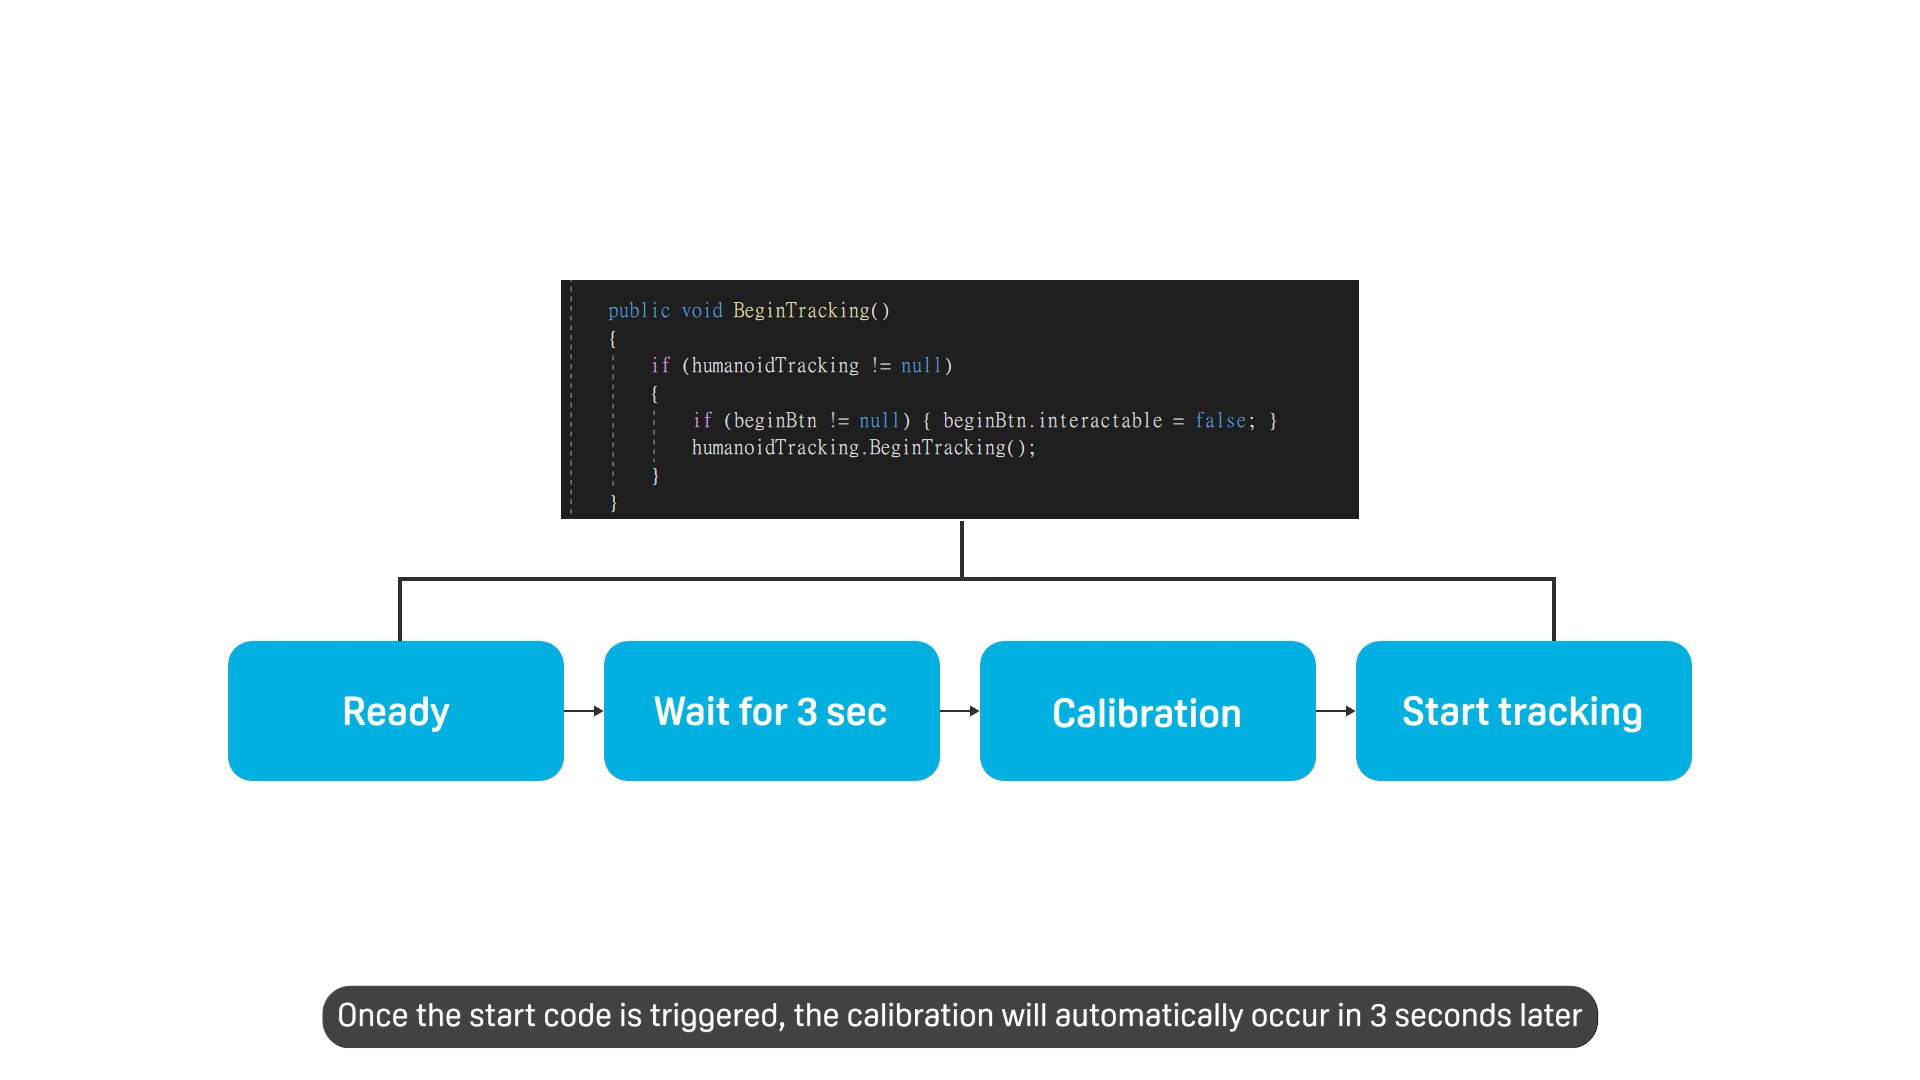 public void BeginTracking()
{
if (humanoidTracking != null)
{
if (beginBtn != null) { beginBtn.interactable = false; }
humanoidTracking.BeginTracking();
}
}
Ready
Wait for 3 sec
Calibration
Start tracking
Once the start code is triggered, the calibration will automatically occur in 3 seconds later